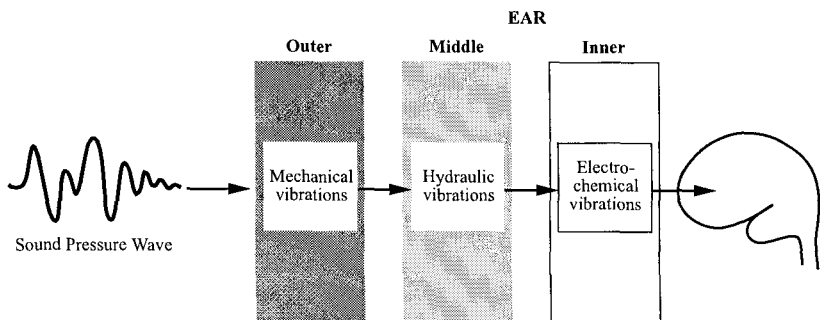 EAR
Outer
Middle
Inner
Mechanical
vibrations
Hydraulic
vibrations
Electro-
chemical
vibrations
Sound Pressure Wave